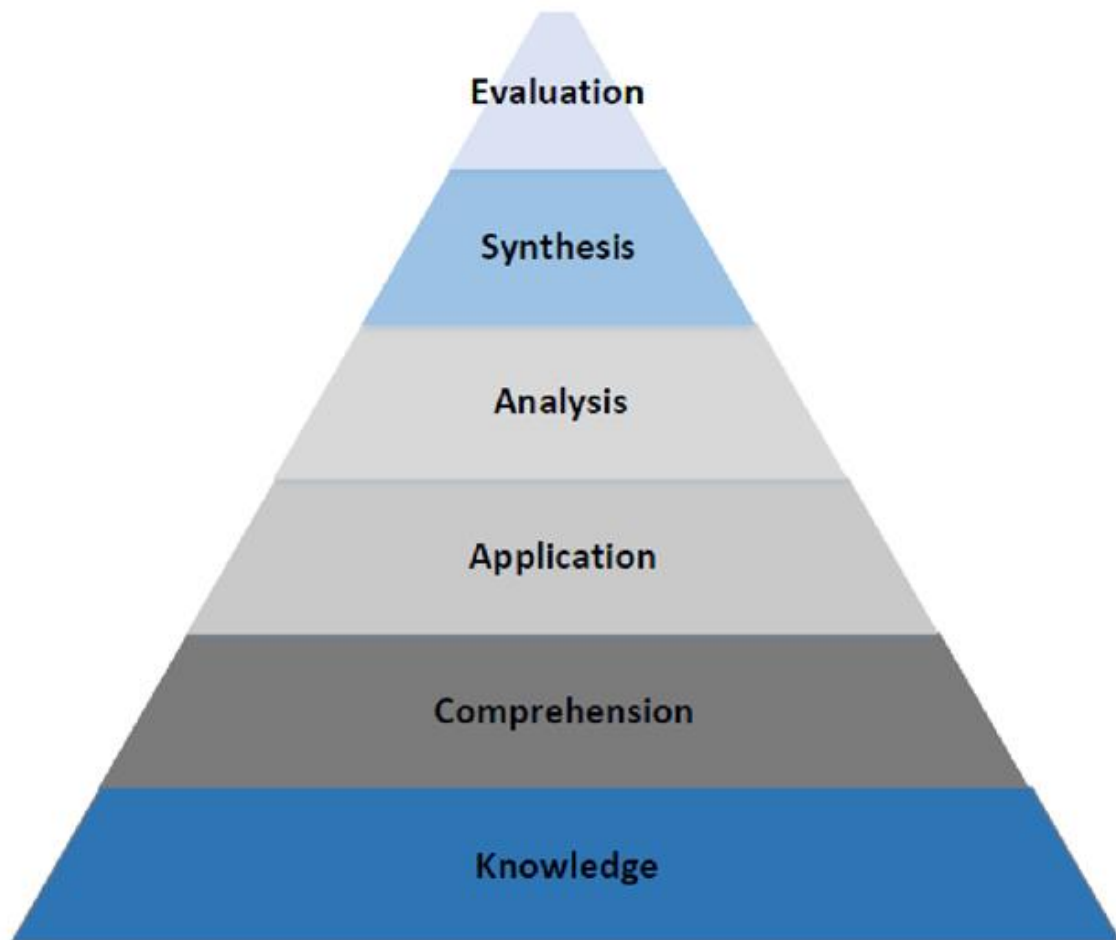 Evaluation
Synthesis
Analysis
Application
Comprehension
Knowledge